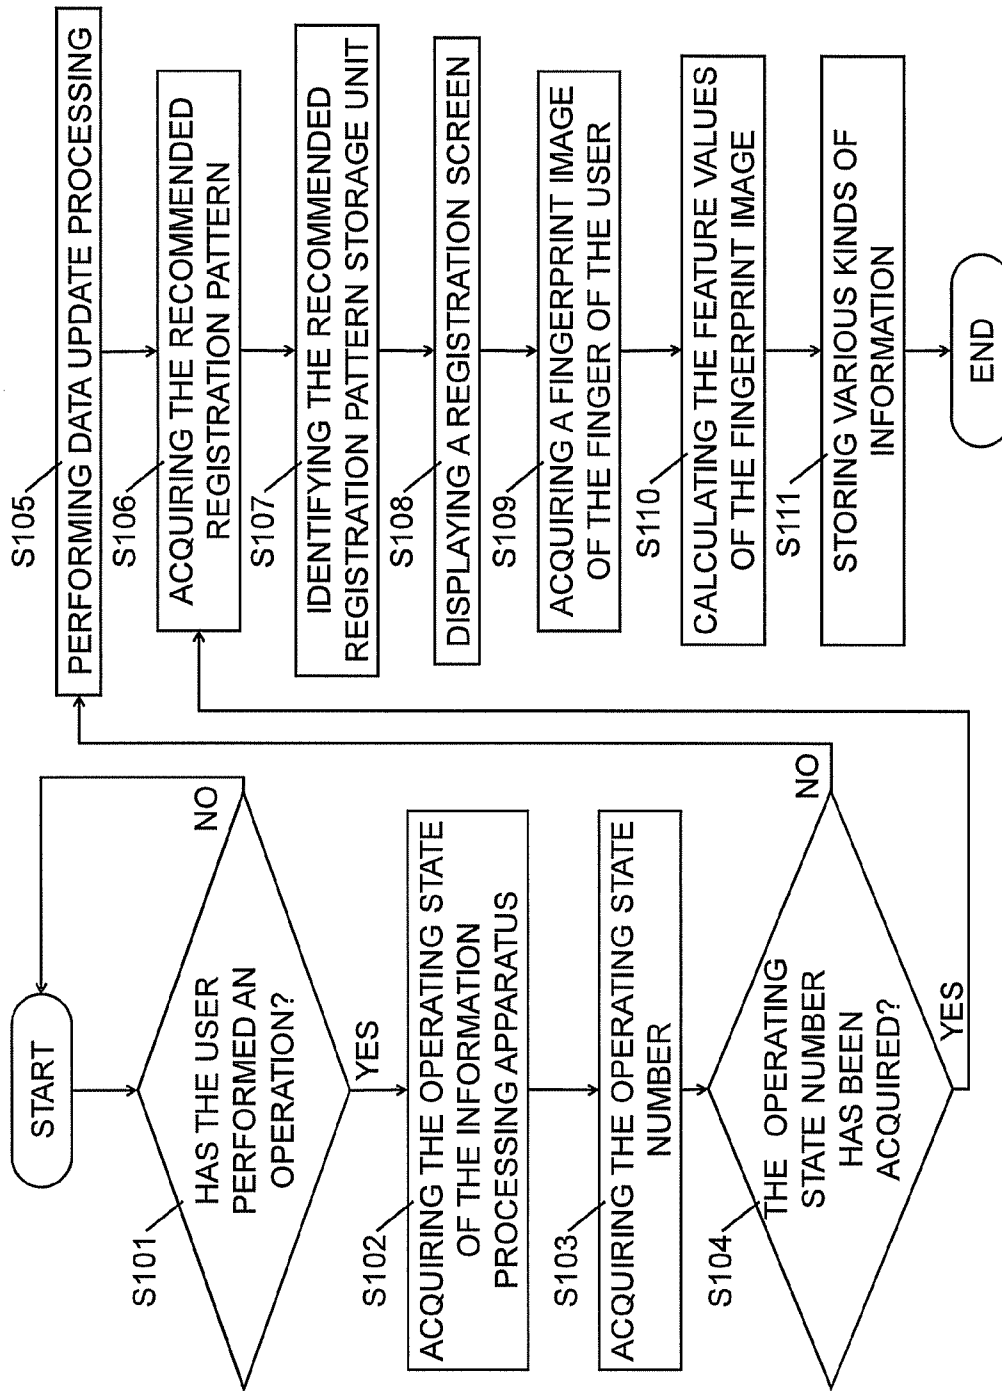 START
S101
HAS THE USER
PERFORMED AN
OPERATION?
NO
YES
S102
ACQUIRING THE OPERATING STATE
OF THE INFORMATION
PROCESSING APPARATUS
S103
ACQUIRING THE OPERATING STATE
NUMBER
S104
THE OPERATING
STATE NUMBER
HAS BEEN
ACQUIRED?
NO
YES
S105
PERFORMING DATA UPDATE PROCESSING
S106
ACQUIRING THE RECOMMENDED
REGISTRATION PATTERN
S107
IDENTIFYING THE RECOMMENDED
REGISTRATION PATTERN STORAGE UNIT
S108
DISPLAYING A REGISTRATION SCREEN
S109
ACQUIRING A FINGERPRINT IMAGE
OF THE FINGER OF THE USER
S110
CALCULATING THE FEATURE VALUES
OF THE FINGERPRINT IMAGE
S111
STORING VARIOUS KINDS OF
INFORMATION
END